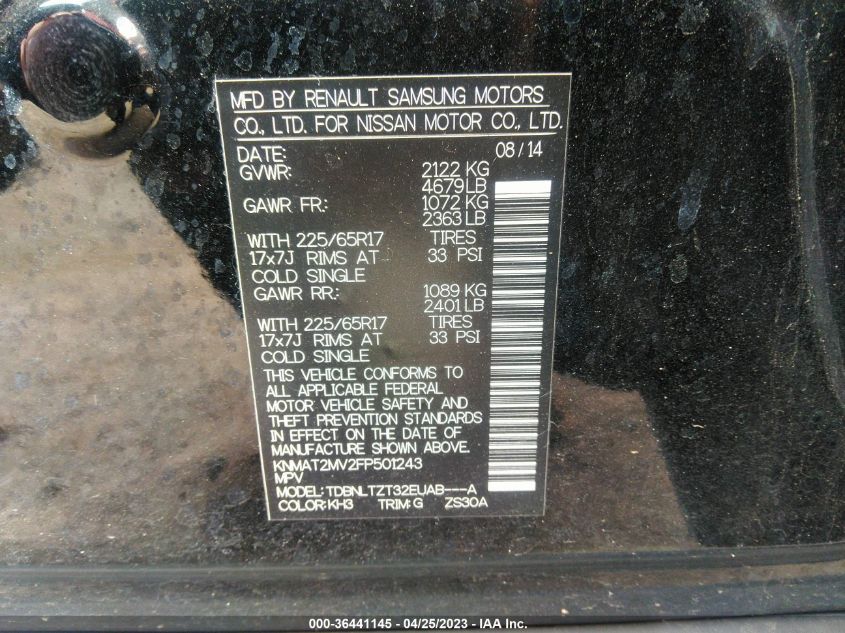 MFD BY RENAULT SAMSUNG MOTORS
CO., LTD. FOR NISSAN MOTOR CO., LTD.
DATE: 08/14
GVWR: 2122 KG
4679LB
GAWR FR: 1072 KG
2363 LB
WITH 225/65R17 TIRES
17x7J RIMS AT 33 PSI
COLD SINGLE
GAWR RR: 1089 KG
2401LB
WITH 225/65R17 TIRES
17x7J RIMS AT 33 PSI
COLD SINGLE
THIS VEHICLE CONFORMS TO
ALL APPLICABLE FEDERAL
MOTOR VEHICLE SAFETY AND
THEFT PREVENTION STANDARDS
IN EFFECT ON THE DATE OF
MANUFACTURE SHOWN ABOVE.
KNMAT2MV2FP501243
MPV
MODEL: TDBNLTZT32EUAB---A
COLOR:KH3 TRIM:G ZS30A
000-36441145 - 04/25/2023 - IAA Inc.